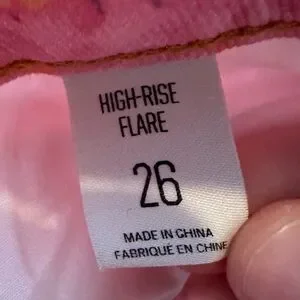 HIGH-RISE
FLARE
26
MADE IN CHINA
FABRIQUÉ EN CHINE